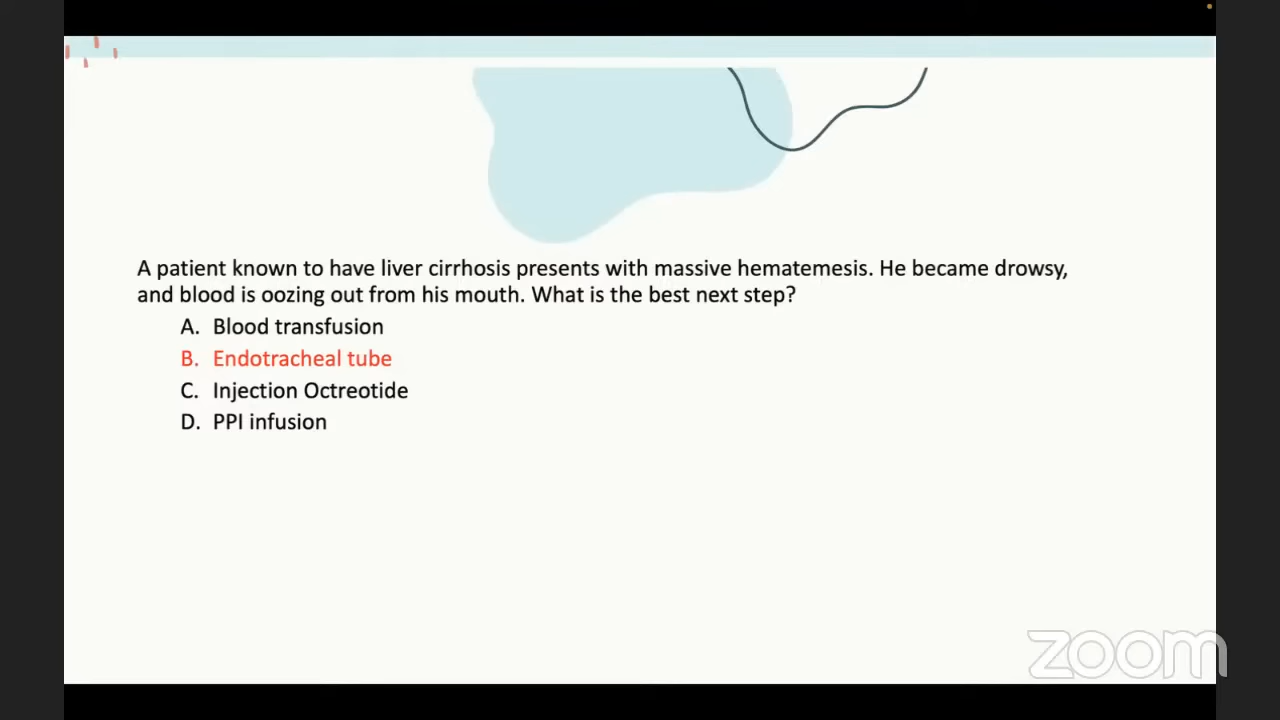 A patient known to have liver cirrhosis presents with massive hematemesis. He became drowsy,
and blood is oozing out from his mouth. What is the best next step?
A. Blood transfusion
B. Endotracheal tube
C. Injection Octreotide
D. PPI infusion
zoom